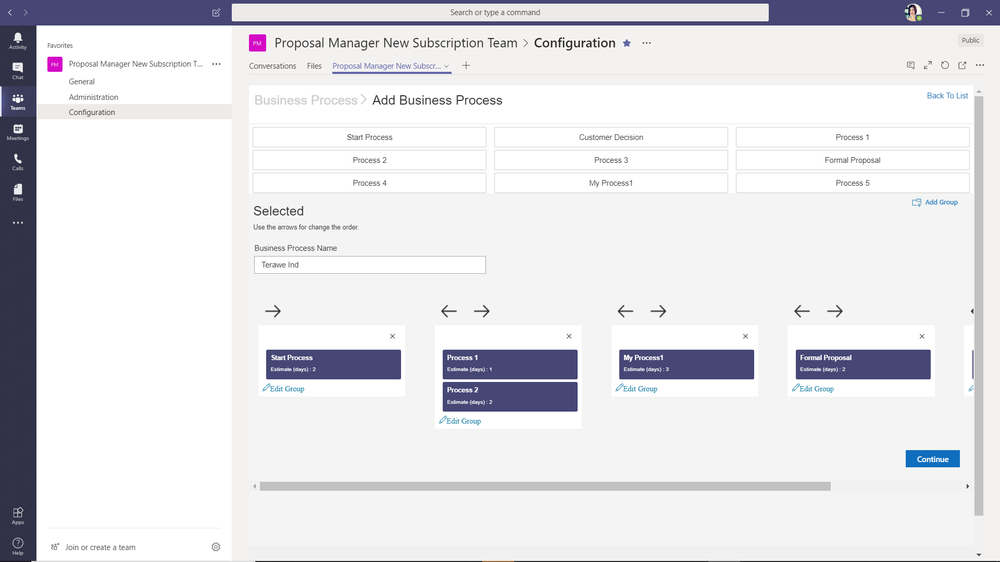 Search or type a command
Activity
Chat
Teams
Meetings
Calls
Files
Apps
Help
Favorites
PM
Proposal Manager New Subscription T...
General
Administration
Configuration
Join or create a team
PM
Proposal Manager New Subscription Team > Configuration
Public
Conversations
Files
Proposal Manager New Subscr...
Business Process > Add Business Process
Back To List
Start Process
Customer Decision
Process 1
Process 2
Process 3
Formal Proposal
Process 4
My Process1
Process 5
Add Group
Selected
Use the arrows for change the order.
Business Process Name
Terawe Ind
Start Process
Estimate (days) : 2
Edit Group
Process 1
Estimate (days) : 1
Process 2
Estimate (days) : 2
Edit Group
My Process1
Estimate (days) : 3
Edit Group
Formal Proposal
Estimate (days) : 2
Edit Group
Continue